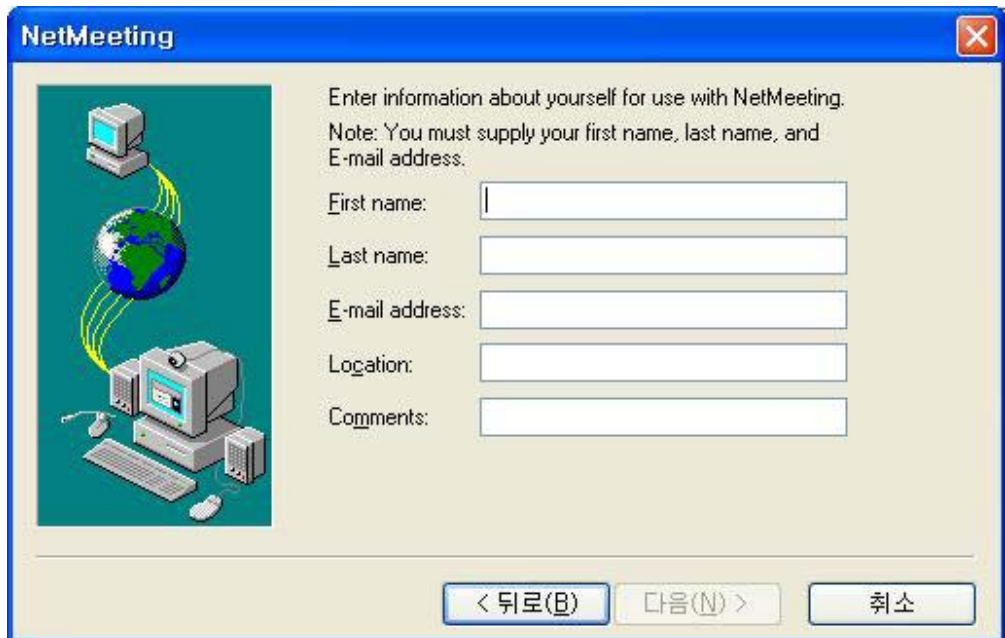 NetMeeting
Enter information about yourself for use with NetMeeting.
Note: You must supply your first name, last name, and
E-mail address.
First name:
Last name:
E-mail address:
Location:
Comments:
< 뒤로(B) 다음(N) > 취소